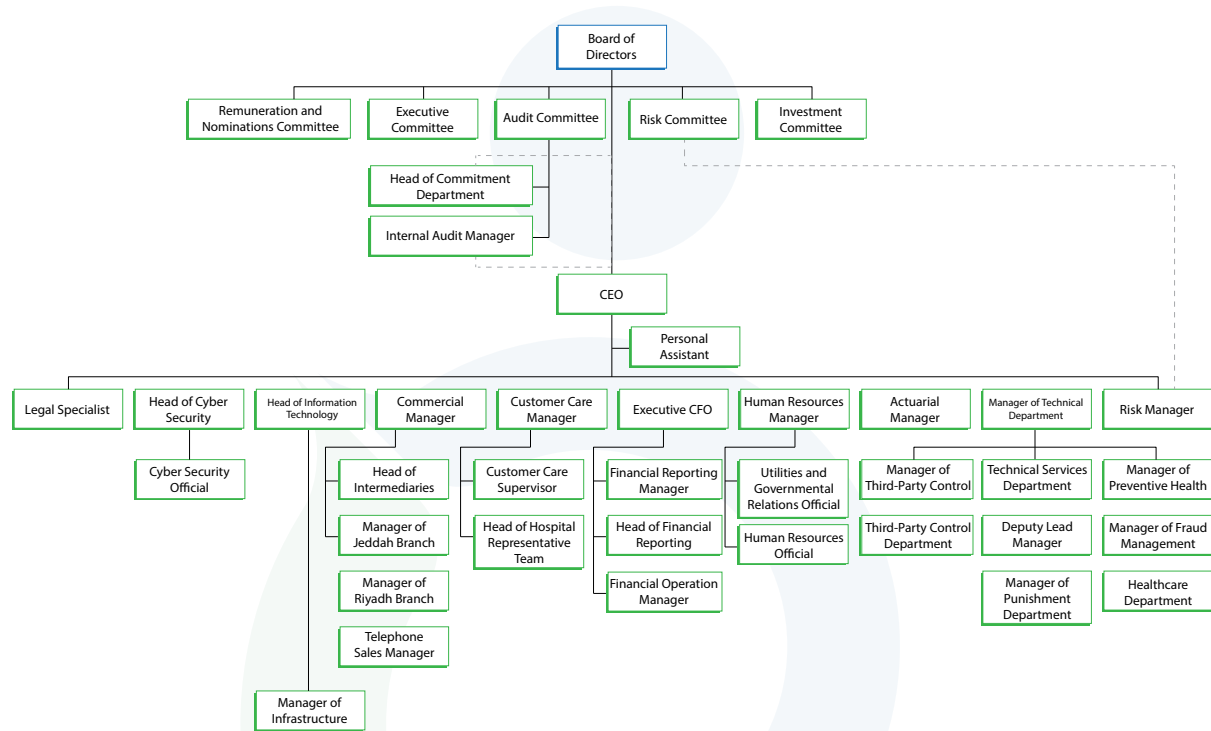 Board of
Directors
Remuneration and
Nominations Committee
Executive
Committee
Audit Committee
Risk Committee
Investment
Committee
Head of Commitment
Department
Internal Audit Manager
CEO
Personal
Assistant
Legal Specialist
Head of Cyber
Security
Head of Information
Technology
Commercial
Manager
Customer Care
Manager
Executive CFO
Human Resources
Manager
Actuarial
Manager
Manager of Technical
Department
Risk Manager
Cyber Security
Official
Head of
Intermediaries
Customer Care
Supervisor
Financial Reporting
Manager
Utilities and
Governmental
Relations Official
Manager of
Third-Party Control
Technical Services
Department
Manager of
Preventive Health
Manager of
Jeddah Branch
Head of Hospital
Representative
Team
Head of Financial
Reporting
Human Resources
Official
Third-Party Control
Department
Deputy Lead
Manager
Manager of Fraud
Management
Manager of
Riyadh Branch
Financial Operation
Manager
Manager of
Punishment
Department
Healthcare
Department
Telephone
Sales Manager
Manager of
Infrastructure